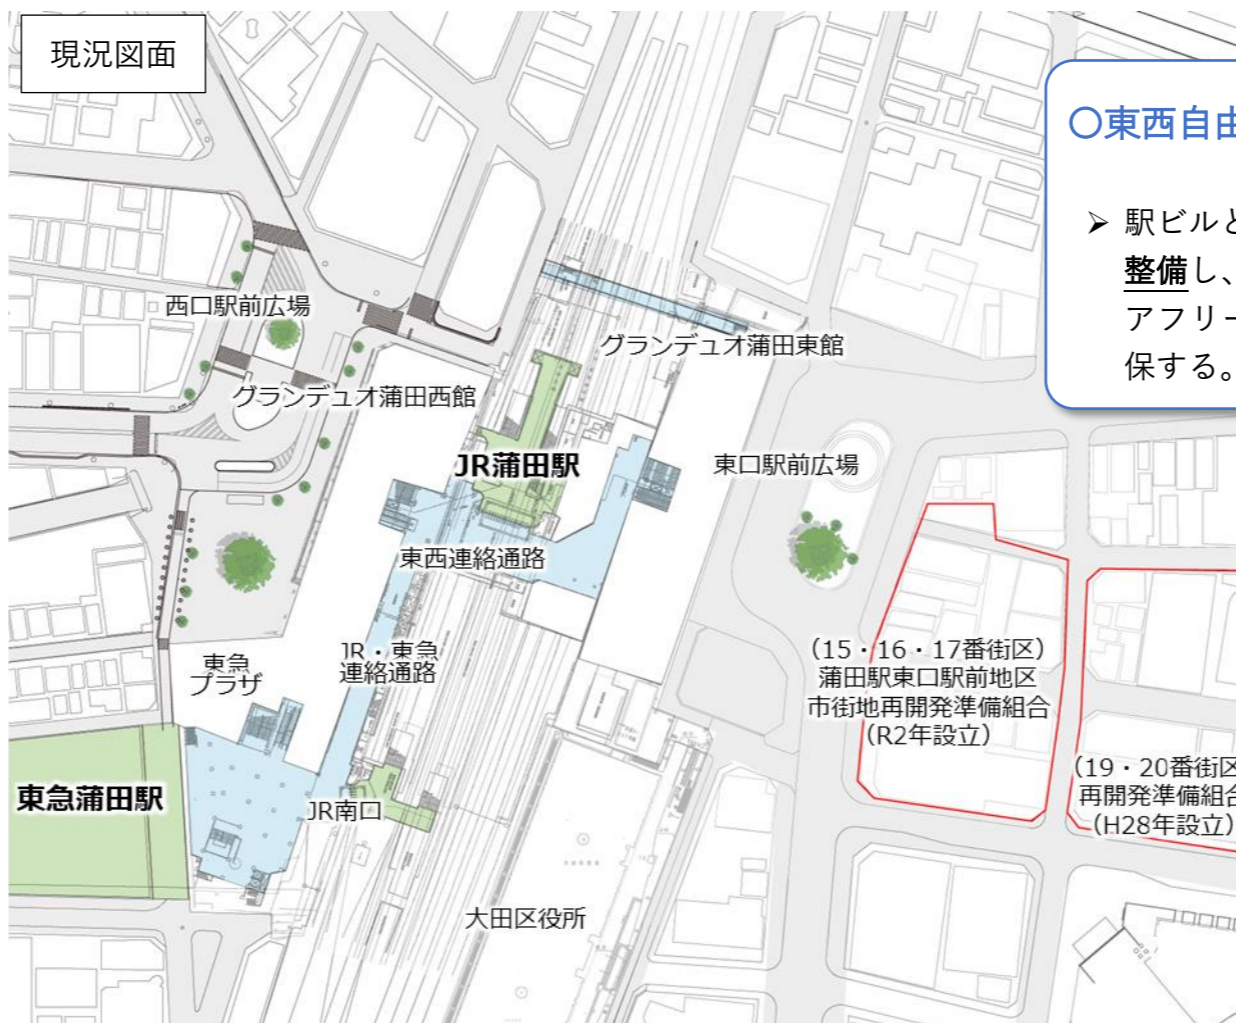 現況図面
〇東西自由
➢ 駅ビルと
整備し、
アフリー
保する。
西口駅前広場
グランデュオ蒲田東館
グランデュオ蒲田西館
JR蒲田駅
東口駅前広場
東西連絡通路
JR・東急
連絡通路
東急
プラザ
(15・16・17番街区)
蒲田駅東口駅前地区
市街地再開発準備組合
(R2年設立)
(19・20番街区
再開発準備組合
(H28年設立)
東急蒲田駅
JR南口
大田区役所